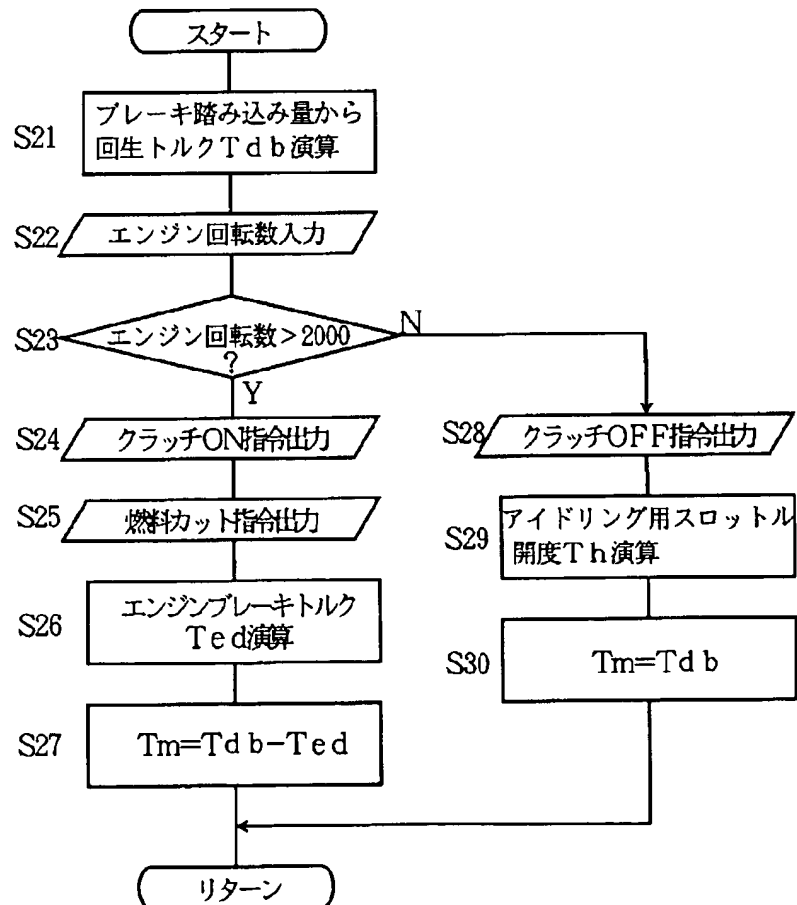 スタート
S21
ブレーキ踏み込み量から
回生トルクTdb演算
S22
エンジン回転数入力
S23
エンジン回転数>2000
?
N
Y
S24
クラッチON指令出力
S25
燃料カット指令出力
S26
エンジンブレーキトルク
Ted演算
S27
Tm=Tdb-Ted
S28
クラッチOFF指令出力
S29
アイドリング用スロットル
開度Th演算
S30
Tm=Tdb
リターン